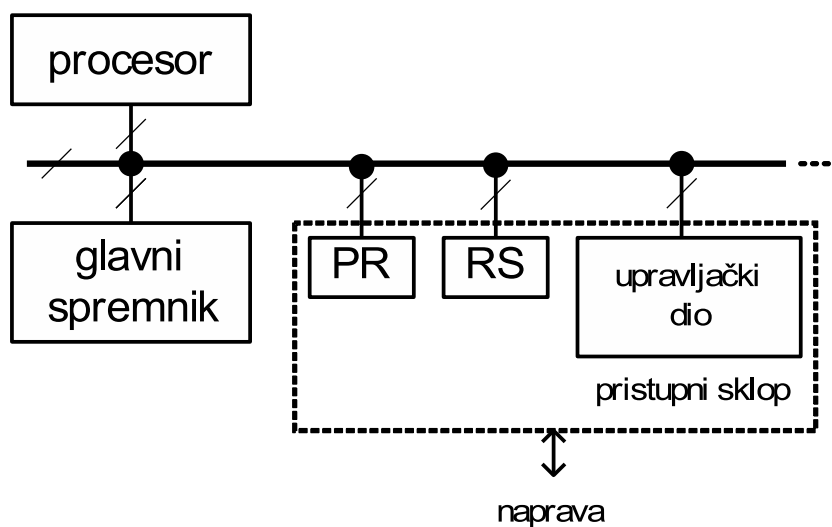 procesor
glavni
spremnik
PR
RS
upravljački
dio
pristupni sklop
naprava